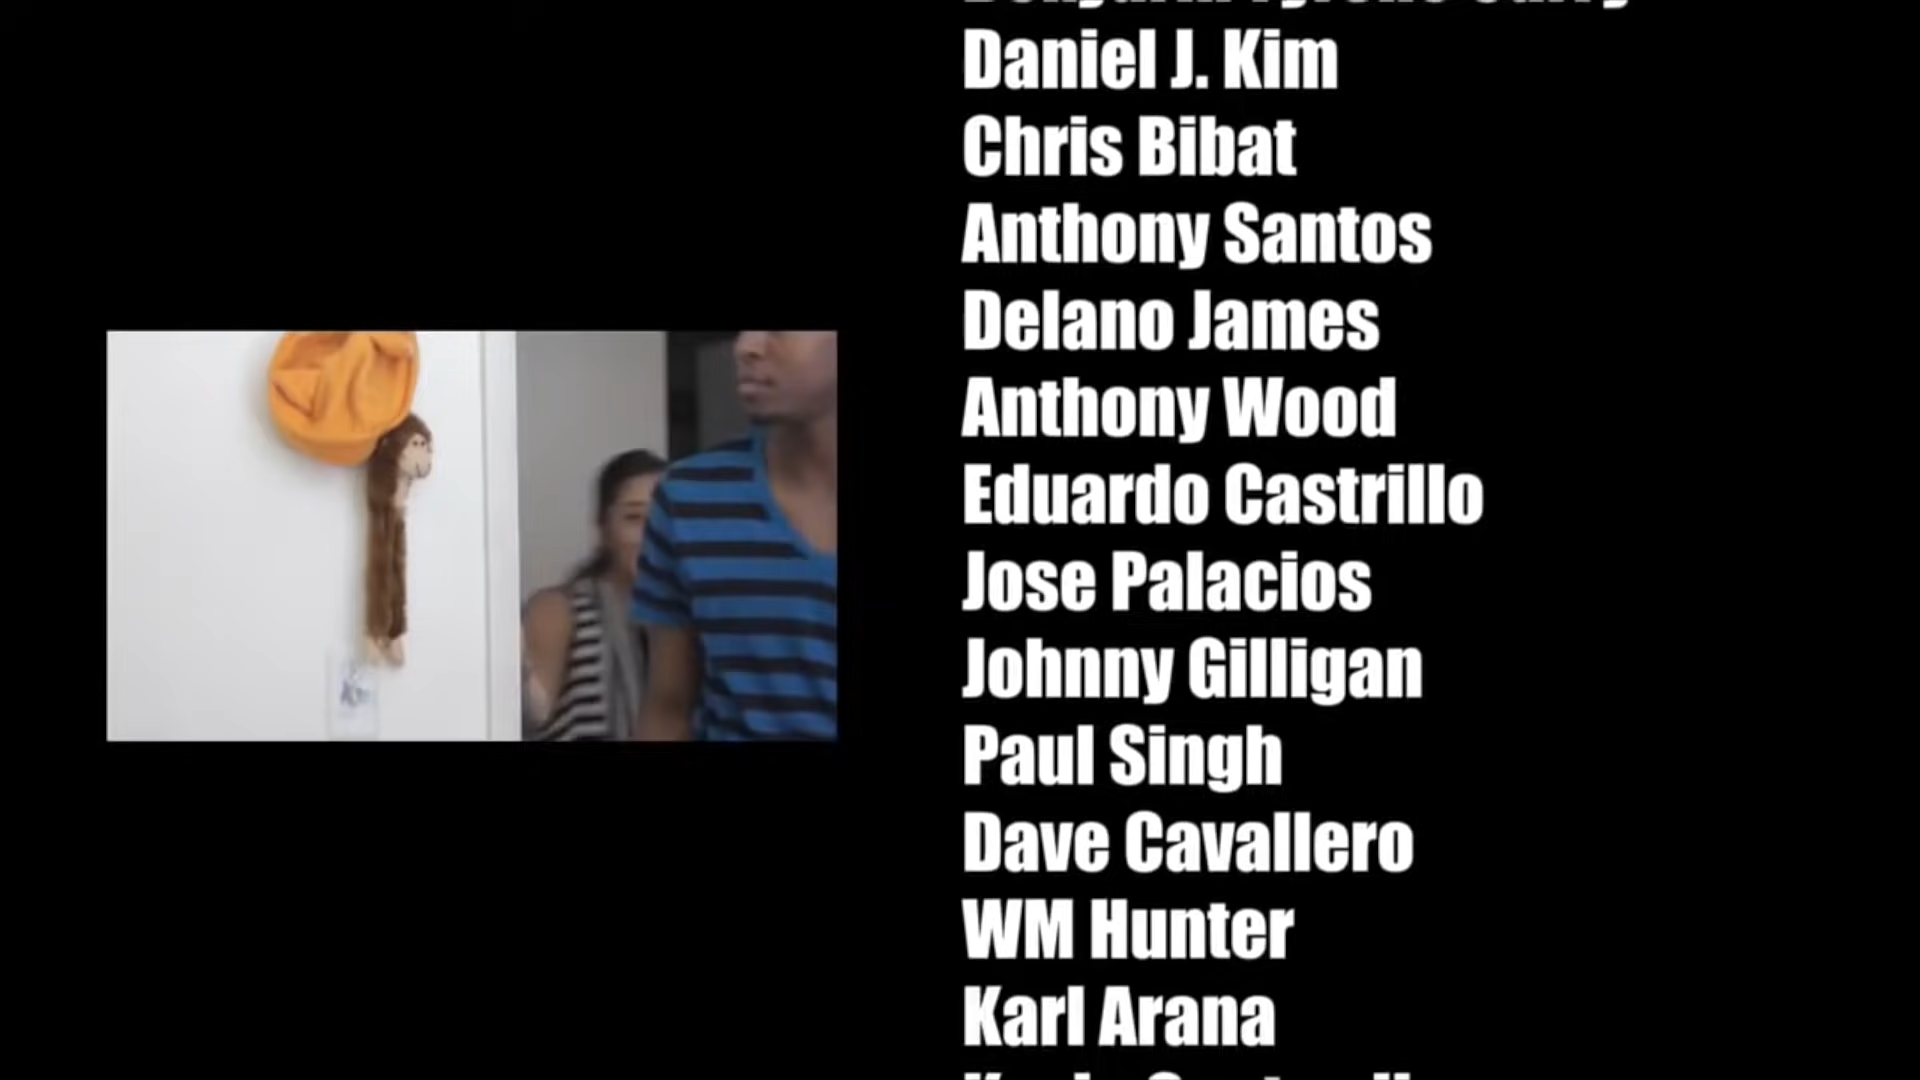 Daniel J. Kim
Chris Bibat
Anthony Santos
Delano James
Anthony Wood
Eduardo Castrillo
Jose Palacios
Johnny Gilligan
Paul Singh
Dave Cavallero
WM Hunter
Karl Arana